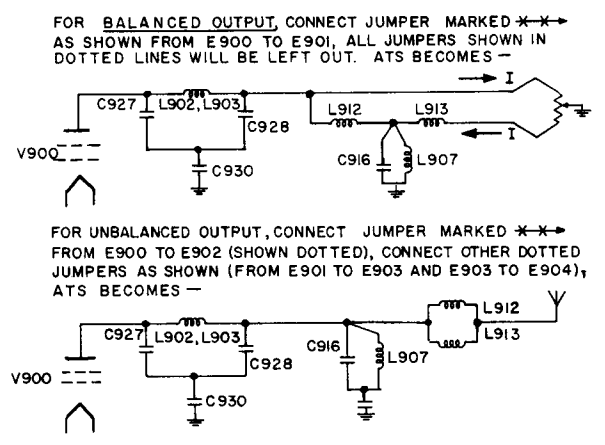 FOR BALANCED OUTPUT, CONNECT JUMPER MARKED
AS SHOWN FROM E900 TO E901, ALL JUMPERS SHOWN IN
DOTTED LINES WILL BE LEFT OUT. ATS BECOMES —
I
C927 L902,L903
C928
L912 L913
I
V900
C930
C916 L907
FOR UNBALANCED OUTPUT, CONNECT JUMPER MARKED
FROM E900 TO E902 (SHOWN DOTTED), CONNECT OTHER DOTTED
JUMPERS AS SHOWN (FROM E901 TO E903 AND E903 TO E904),
ATS BECOMES —
L912
C927 L902,L903
L913
C928
C916
L907
V900
C930